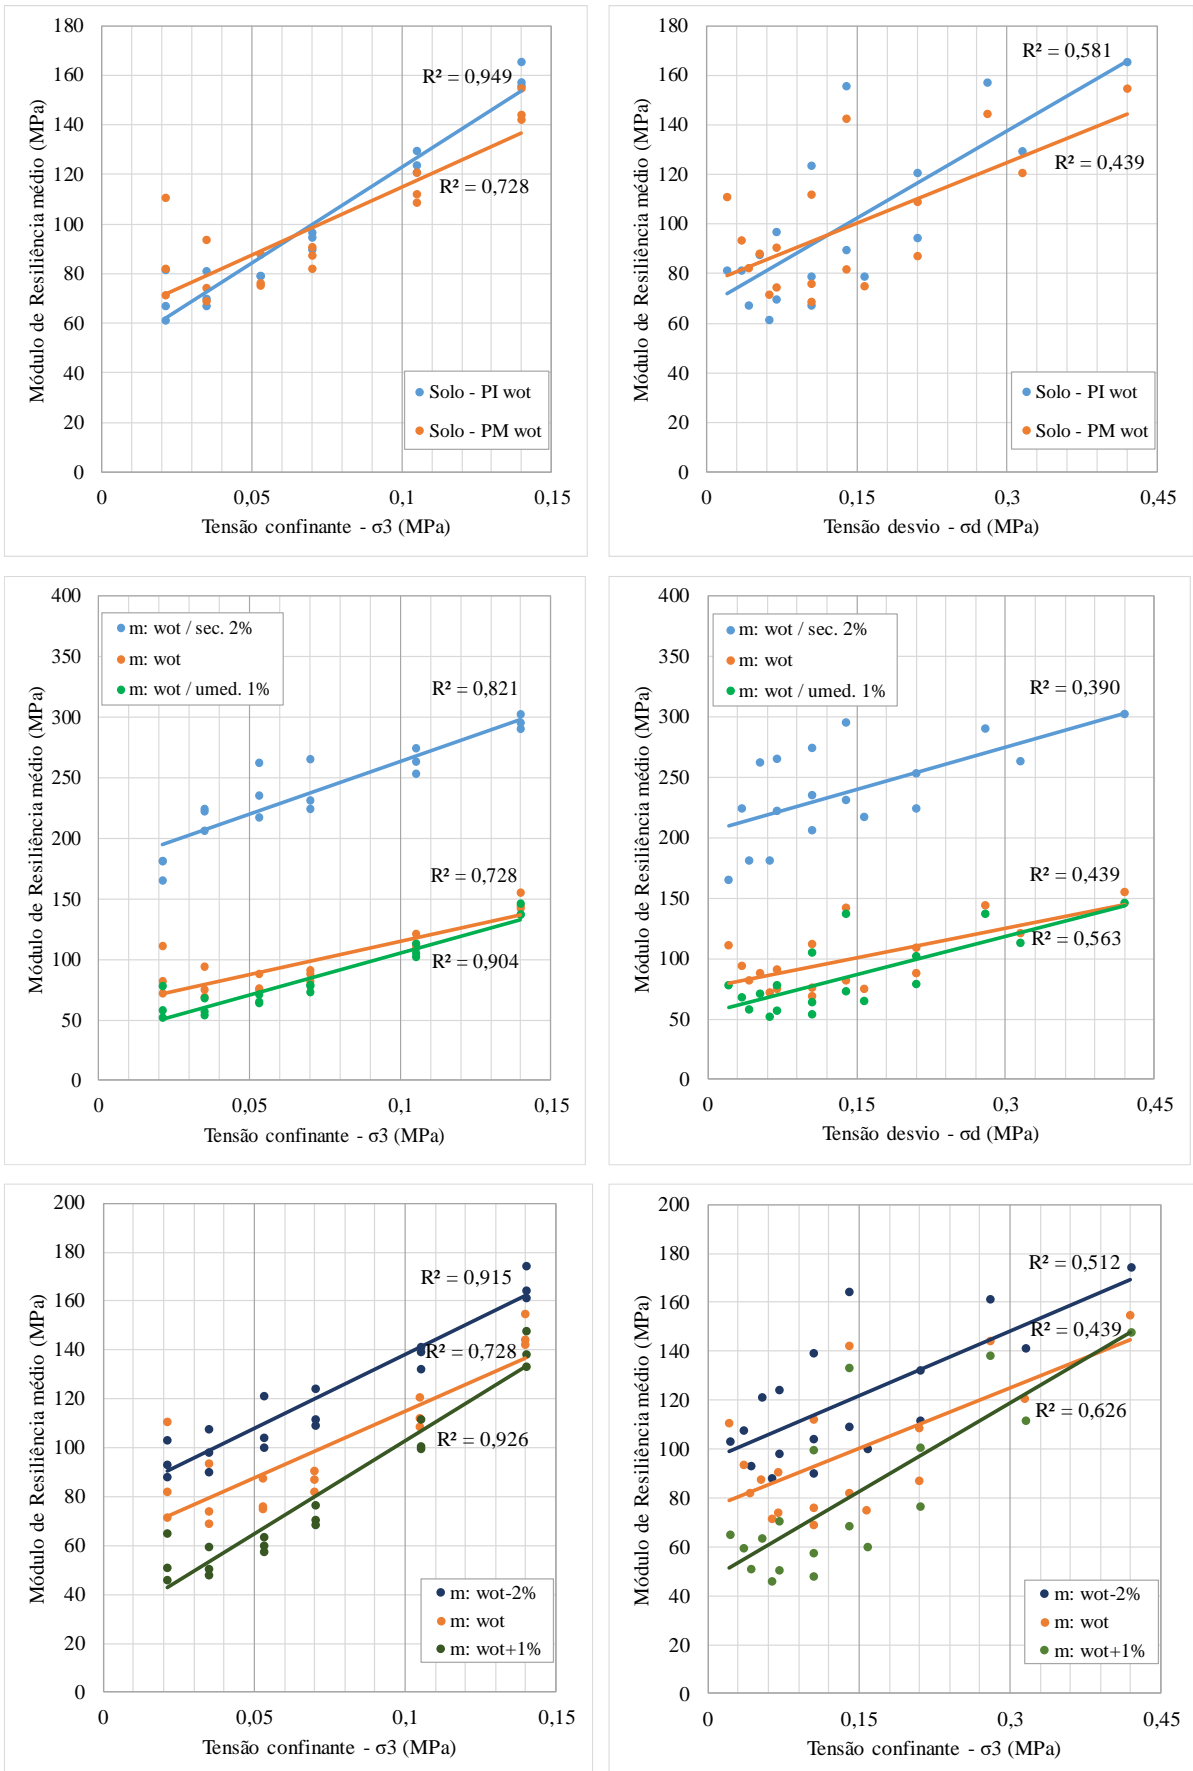 180
160
140
120
100
80
60
40
20
0
Módulo de Resiliência médio (MPa)
R² = 0,949
R² = 0,728
Solo - PI wot
Solo - PM wot
0
0,05
0,1
0,15
Tensão confinante - σ3 (MPa)
180
160
140
120
100
80
60
40
20
0
Módulo de Resiliência médio (MPa)
R² = 0,581
R² = 0,439
Solo - PI wot
Solo - PM wot
0
0,15
0,3
0,45
Tensão desvio - σd (MPa)
400
350
300
250
200
150
100
50
0
Módulo de Resiliência médio (MPa)
m: wot / sec. 2%
m: wot
m: wot / umed. 1%
R² = 0,821
R² = 0,728
R² = 0,904
0
0,05
0,1
0,15
Tensão confinante - σ3 (MPa)
400
350
300
250
200
150
100
50
0
Módulo de Resiliência médio (MPa)
m: wot / sec. 2%
m: wot
m: wot / umed. 1%
R² = 0,390
R² = 0,439
R² = 0,563
0
0,15
0,3
0,45
Tensão desvio - σd (MPa)
200
180
160
140
120
100
80
60
40
20
0
Módulo de Resiliência médio (MPa)
R² = 0,915
R² = 0,728
R² = 0,926
m: wot-2%
m: wot
m: wot+1%
0
0,05
0,1
0,15
Tensão confinante - σ3 (MPa)
200
180
160
140
120
100
80
60
40
20
0
Módulo de Resiliência médio (MPa)
R² = 0,512
R² = 0,439
R² = 0,626
m: wot-2%
m: wot
m: wot+1%
0
0,15
0,3
0,45
Tensão confinante - σ3 (MPa)